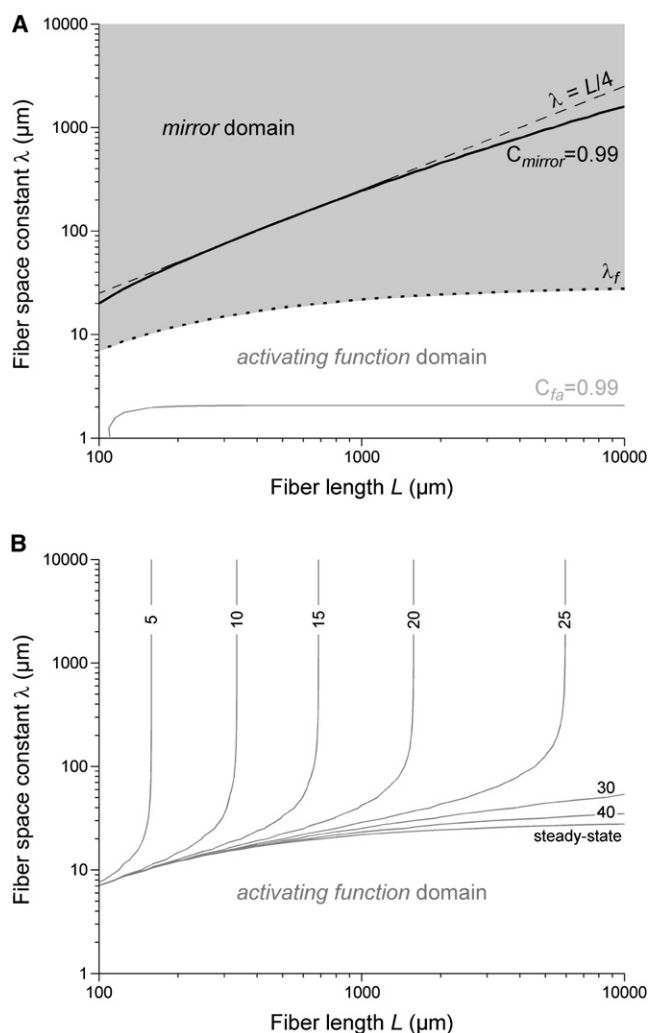 A
10000
1000
100
10
1
Fiber space constant λ (µm)
mirror domain
λ = L/4
C_mirror=0.99
λ_f
activating function domain
C_fa=0.99
100
1000
10000
Fiber length L (µm)
B
10000
1000
100
10
1
Fiber space constant λ (µm)
5
10
15
20
25
30
40
steady-state
activating function domain
100
1000
10000
Fiber length L (µm)